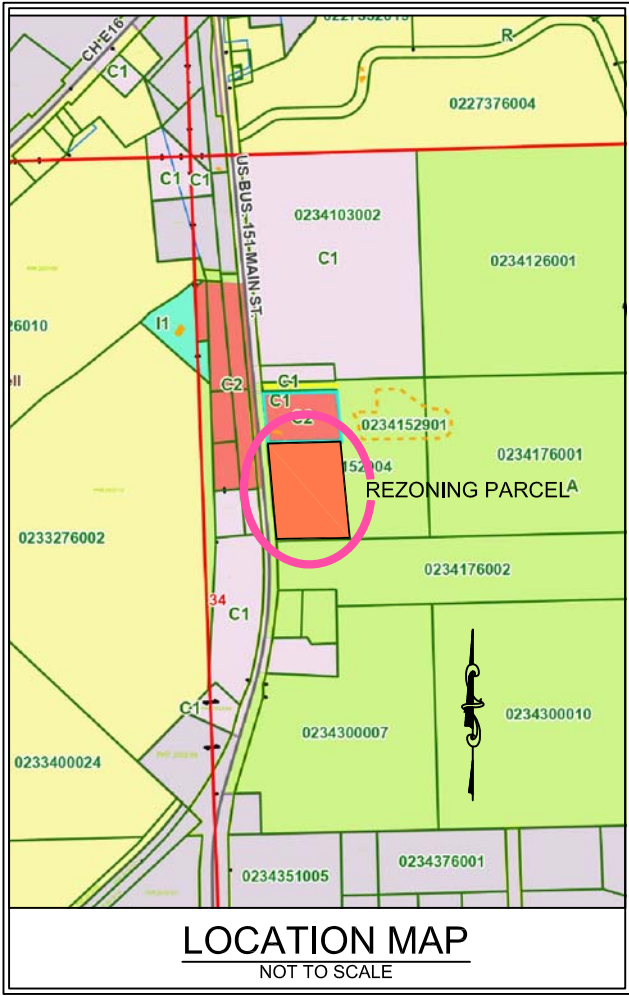 CH E16
C1
R
0227376004
C1 C1
US BUS. 151 MAIN ST.
0234103002
C1
0234126001
26010
I1
C2
C1
C1
C2
0234152901
152904
0234176001
REZONING PARCEL
A
0233276002
0234176002
34
C1
C1
0234300007
0234300010
0233400024
0234351005
0234376001
LOCATION MAP
NOT TO SCALE